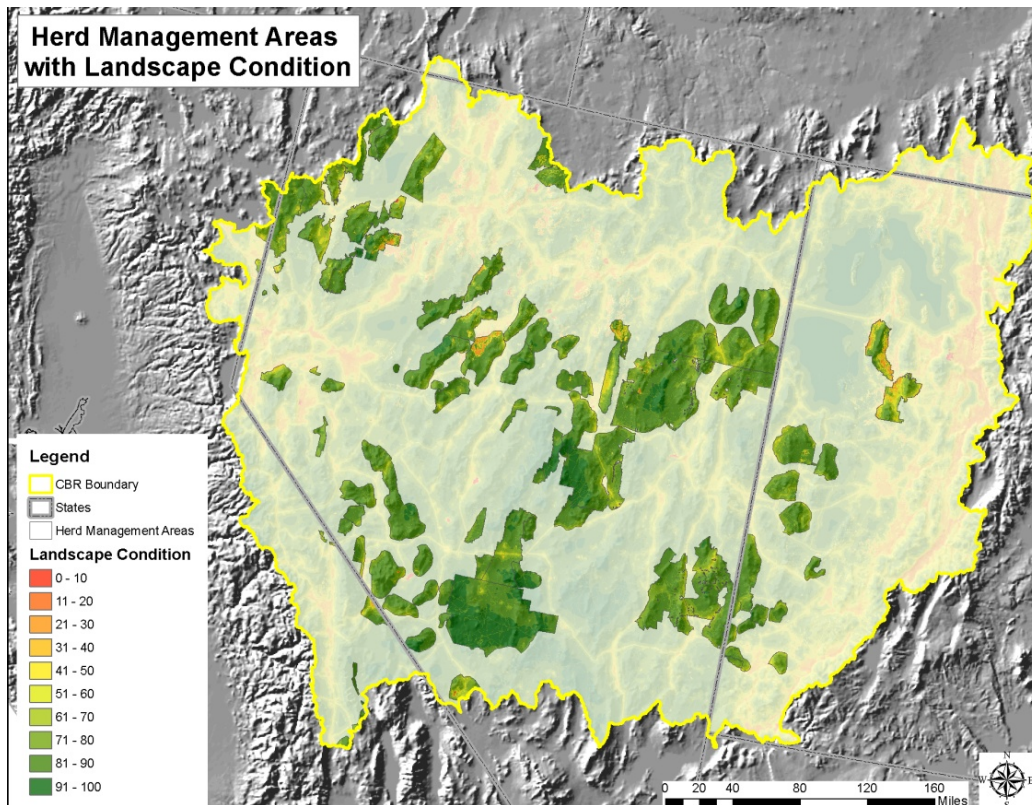 Herd Management Areas
with Landscape Condition
Legend
CBR Boundary
States
Herd Management Areas
Landscape Condition
0 - 10
11 - 20
21 - 30
31 - 40
41 - 50
51 - 60
61 - 70
71 - 80
81 - 90
91 - 100
N
W E
S
0 20 40 80 120 160
Miles